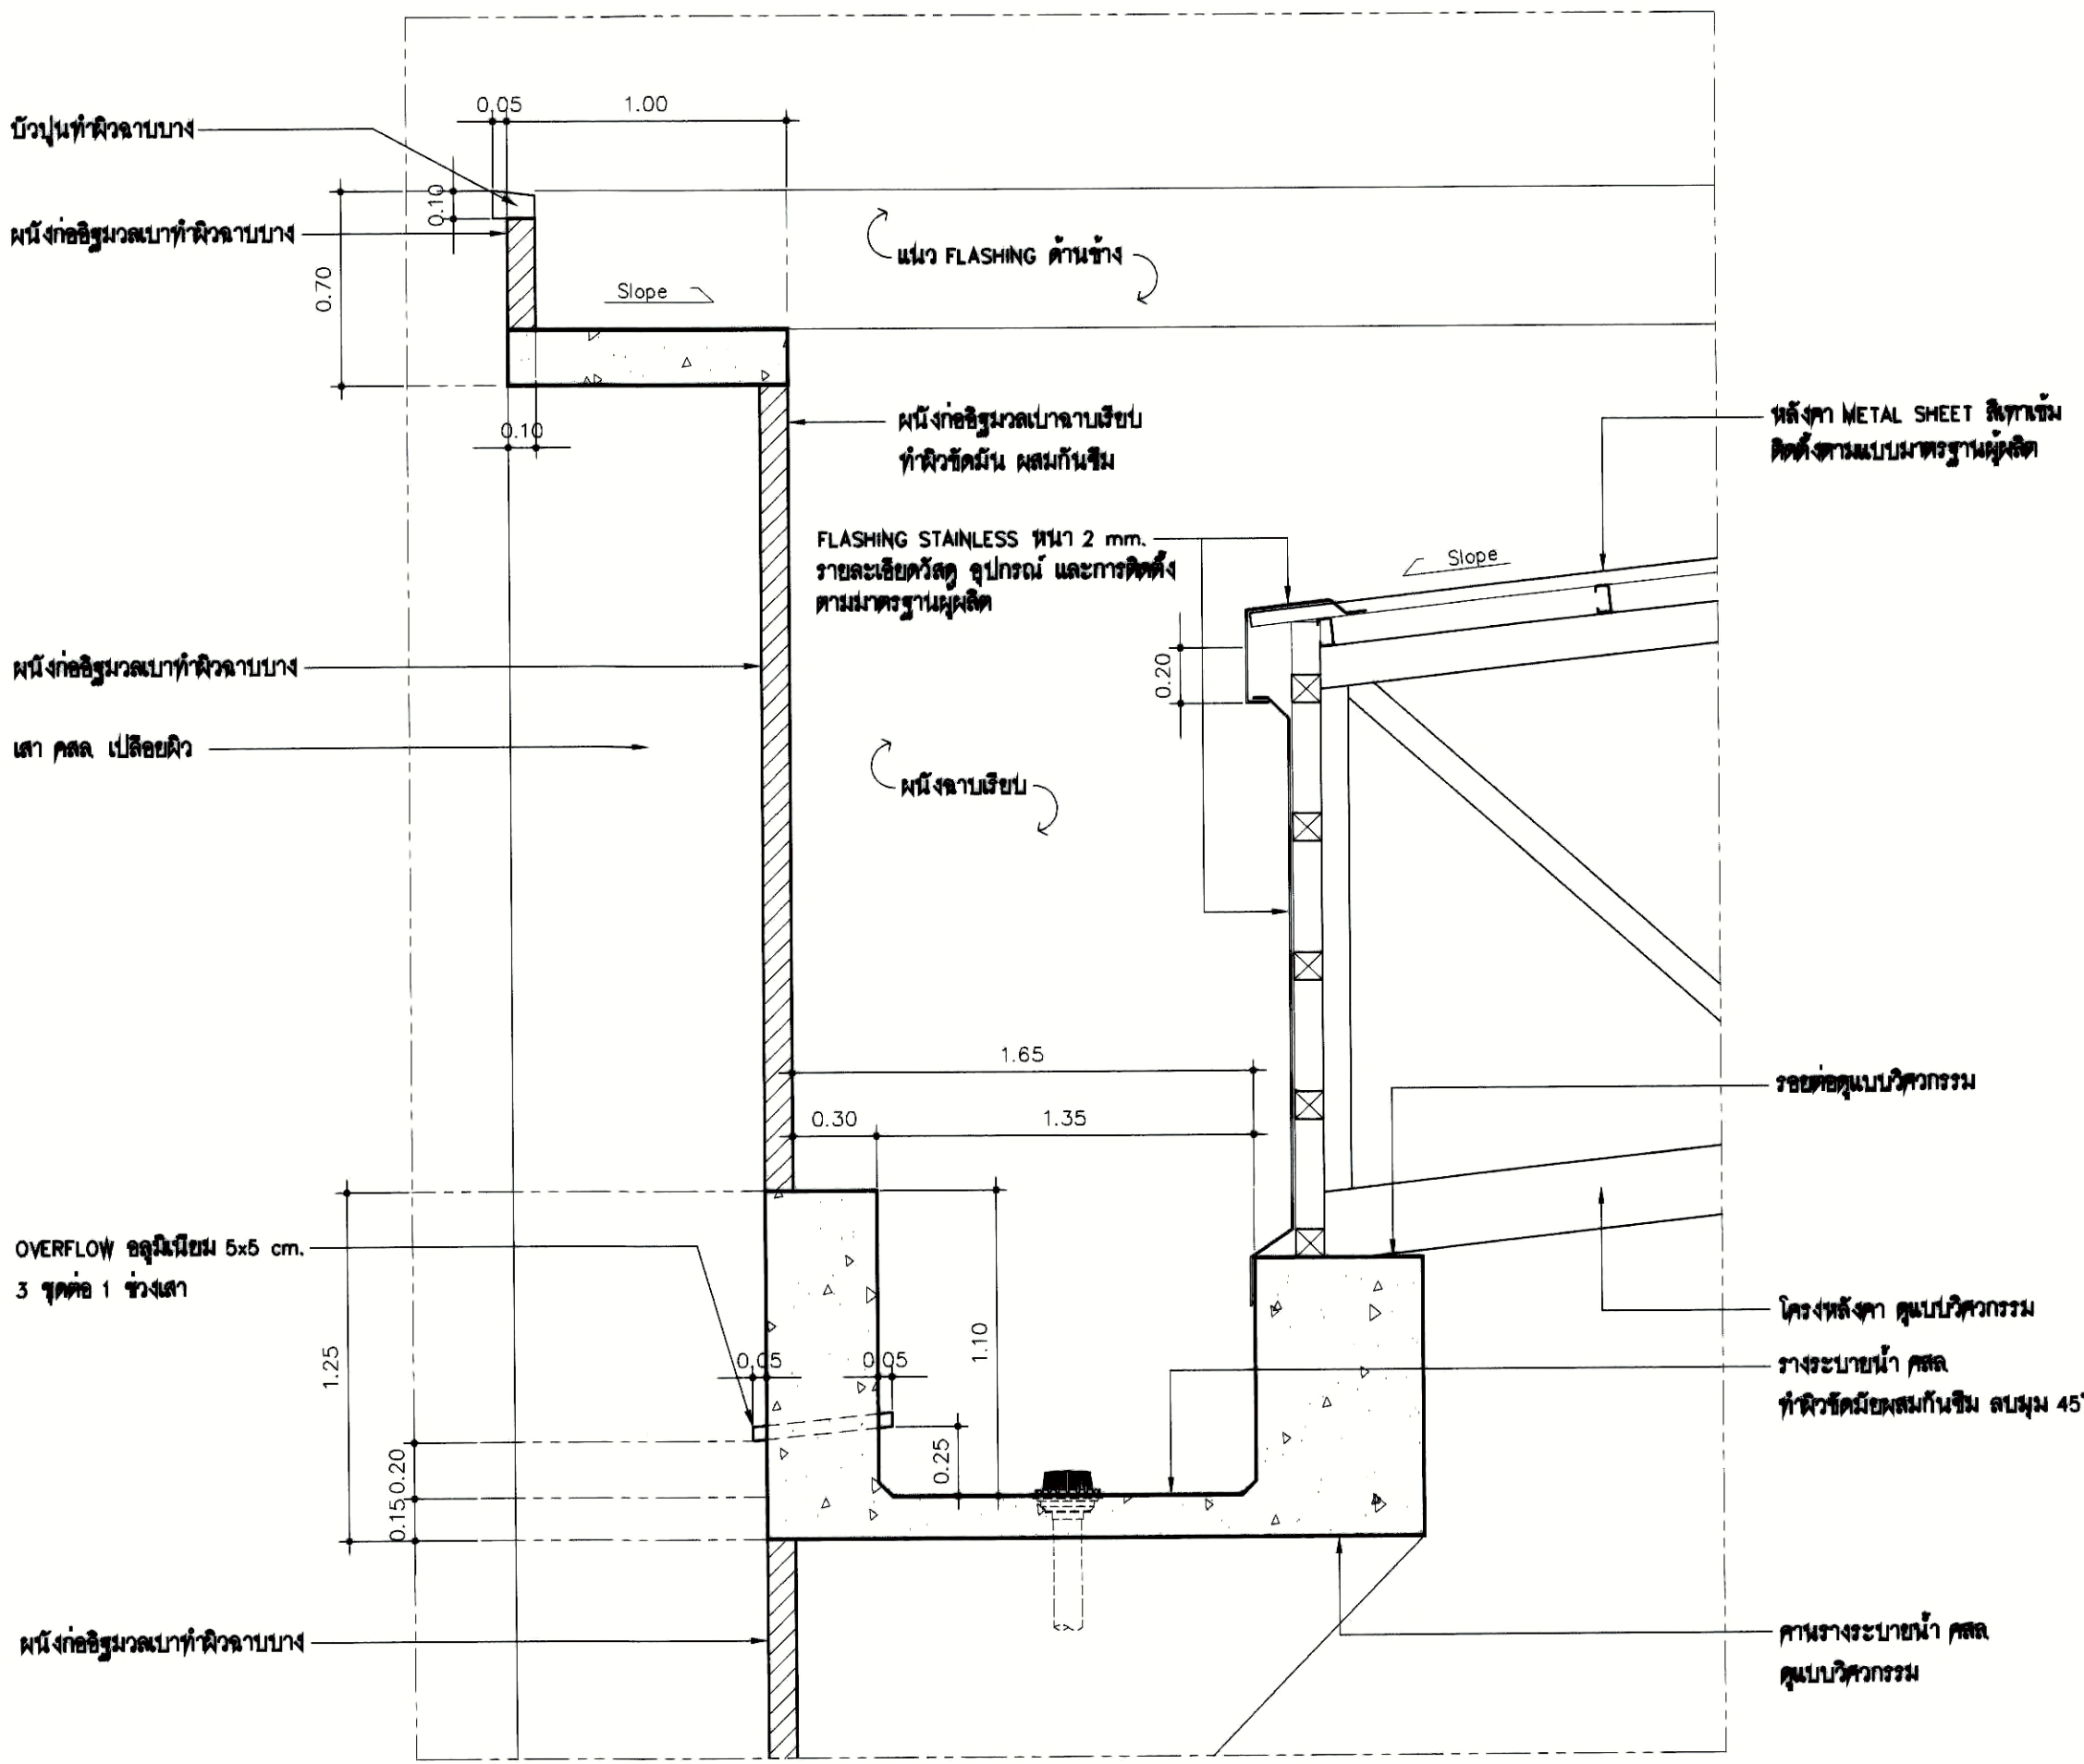 0.05
1.00
บัวปูนทำผิวฉาบบาง
0.10
ผนังก่ออิฐมวลเบาทำผิวฉาบบาง
0.70
Slope
แนว FLASHING ด้านข้าง
0.10
ผนังก่ออิฐมวลเบาฉาบเรียบ
ทำผิวขัดมัน ผสมกันซึม
หลังคา METAL SHEET สีเทาเข้ม
ติดตั้งตามแบบมาตรฐานผู้ผลิต
FLASHING STAINLESS หนา 2 mm.
รายละเอียดวัสดุ อุปกรณ์ และการติดตั้ง
ตามมาตรฐานผู้ผลิต
Slope
0.20
ผนังก่ออิฐมวลเบาทำผิวฉาบบาง
เสา คสล. เปลือยผิว
ผนังฉาบเรียบ
1.65
รอยต่อดูแบบวิศวกรรม
0.30
1.35
OVERFLOW อลูมิเนียม 5x5 cm.
3 ชุดต่อ 1 ช่วงเสา
1.25
0.05
0.05
1.10
โครงหลังคา ดูแบบวิศวกรรม
รางระบายน้ำ คสล.
ทำผิวขัดมัยผสมกันซึม ลบมุม 45°
0.25
0.20
0.15
ผนังก่ออิฐมวลเบาทำผิวฉาบบาง
คานรางระบายน้ำ คสล.
ดูแบบวิศวกรรม